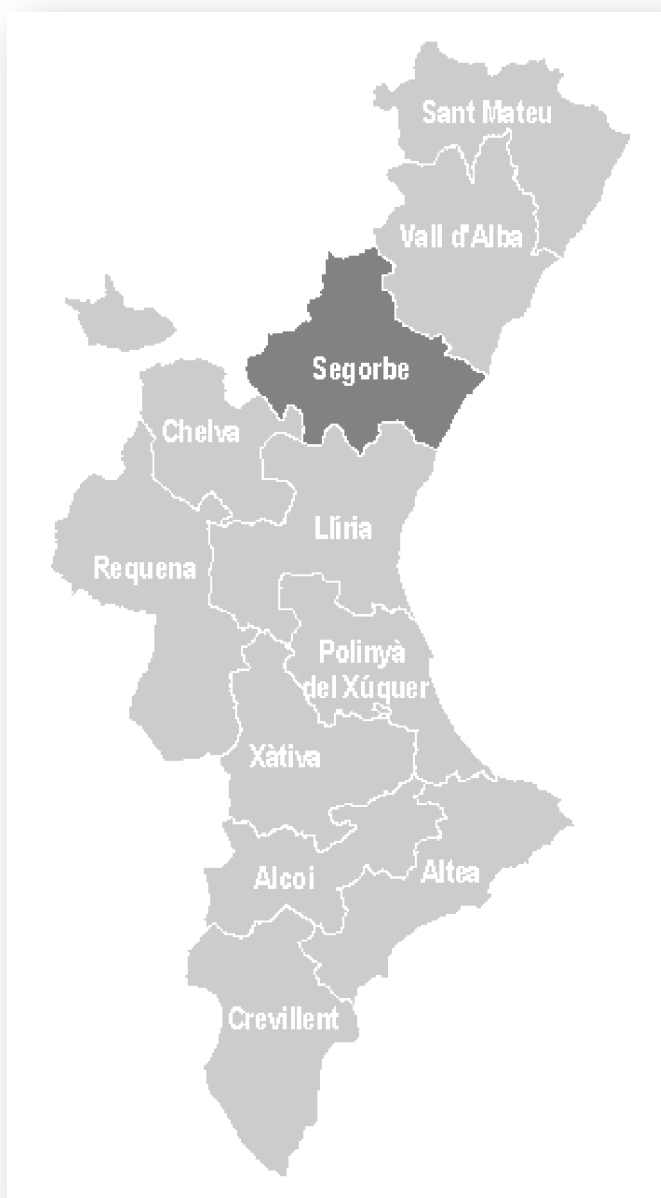 Sant Mateu
Vall d'Alba
Segorbe
Chelva
Llíria
Requena
Polinyà
del Xúquer
Xàtiva
Alcoi
Altea
Crevillent